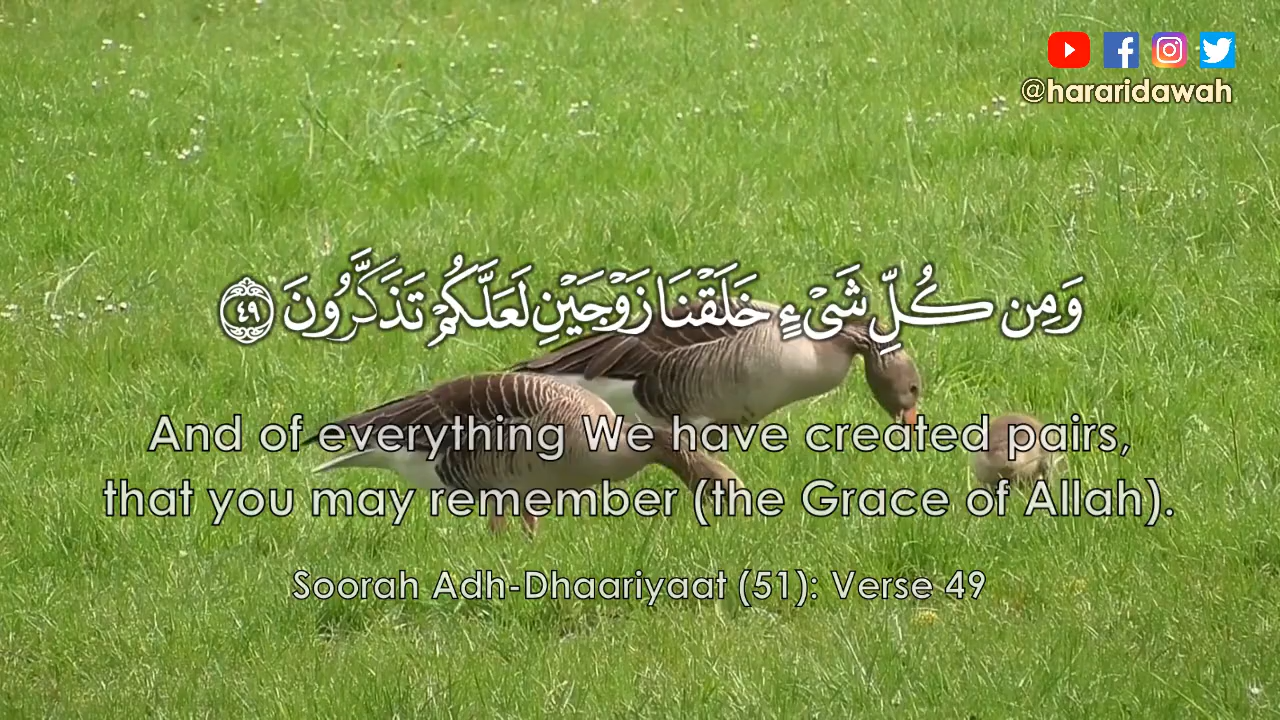 @hararidawah
وَمِن كُلِّ شَيْءٍ خَلَقْنَا زَوْجَيْنِ لَعَلَّكُمْ تَذَكَّرُونَ ٤٩
And of everything We have created pairs,
that you may remember (the Grace of Allah).
Soorah Adh-Dhaariyaat (51): Verse 49